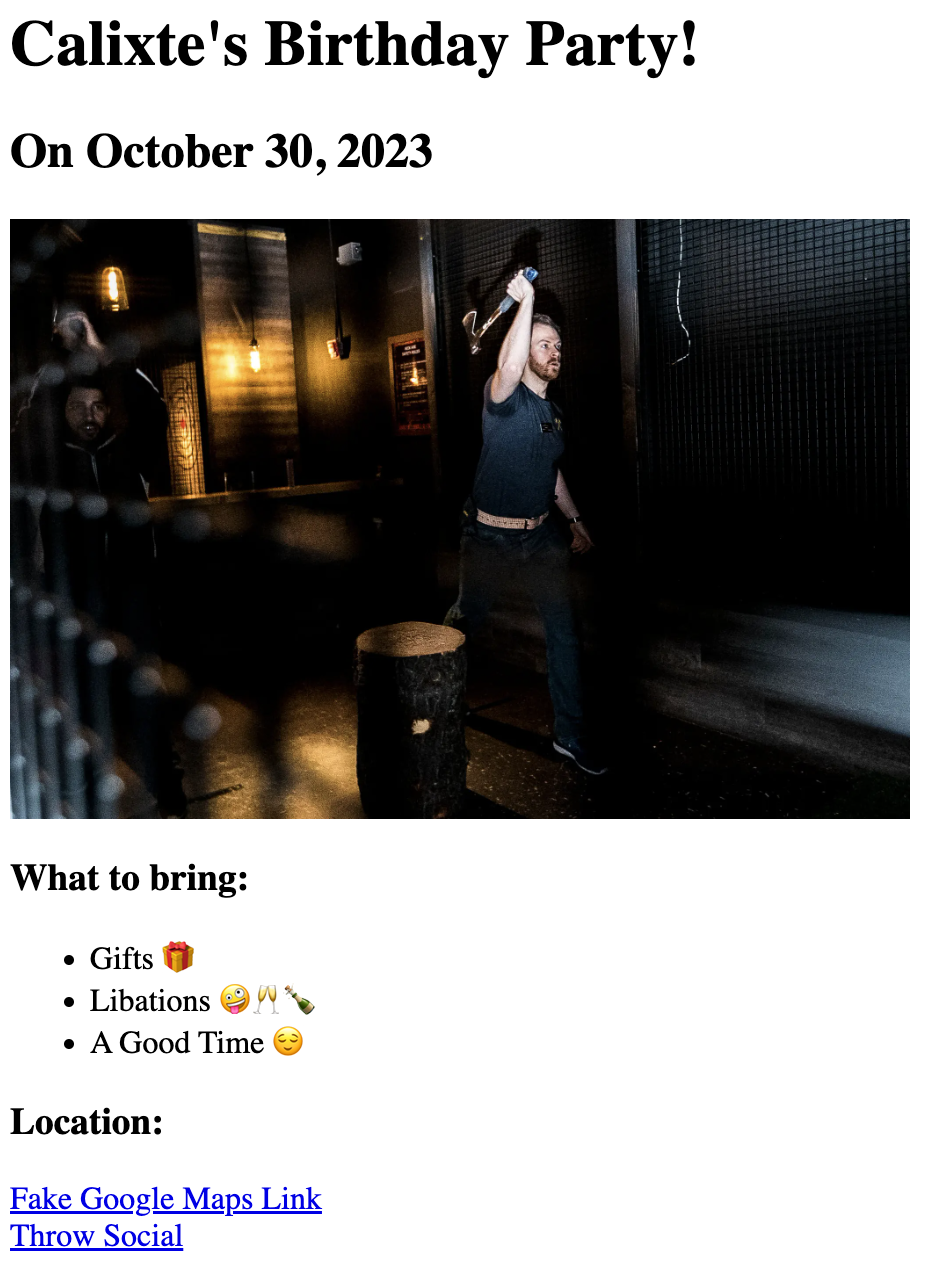 Calixte's Birthday Party!
On October 30, 2023
What to bring:
Gifts 🎁
Libations 🤪🥂🍾
A Good Time 😌
Location:
Fake Google Maps Link
Throw Social